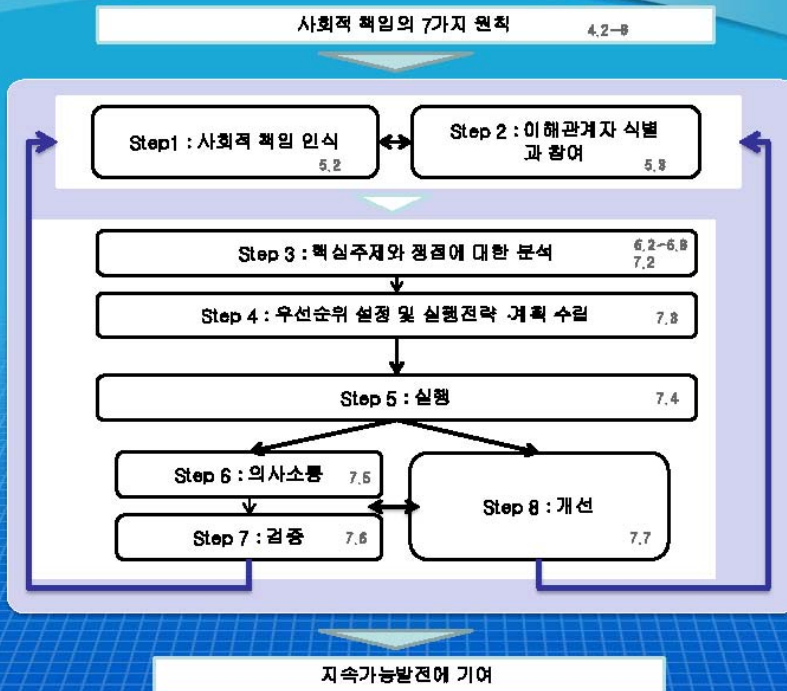 사회적 책임의 7가지 원칙 4.2-8
Step1 : 사회적 책임 인식
5.2
Step 2 : 이해관계자 식별
과 참여
5.3
Step 3 : 핵심주제와 쟁점에 대한 분석 6.2~6.8
7.2
Step 4 : 우선순위 설정 및 실행전략·계획 수립 7.3
Step 5 : 실행 7.4
Step 6 : 의사소통 7.5
Step 7 : 검증 7.6
Step 8 : 개선
7.7
지속가능발전에 기여